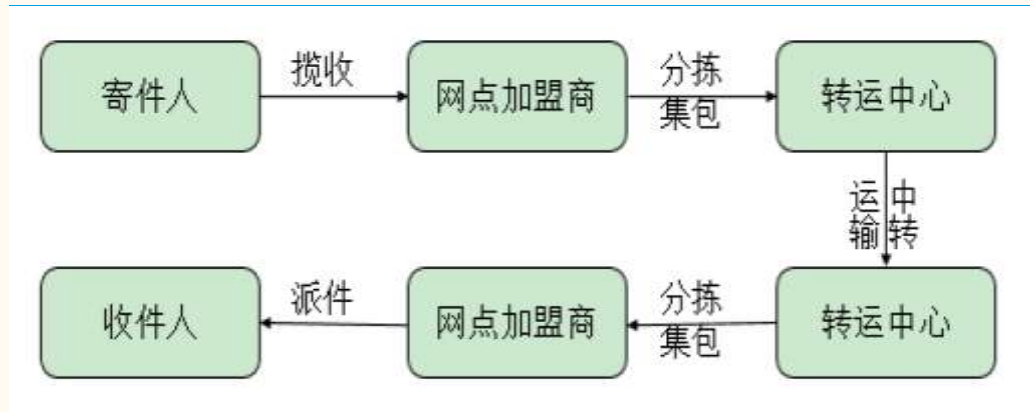 寄件人
揽收
网点加盟商
分拣
集包
转运中心
运 中
输 转
收件人
派件
网点加盟商
分拣
集包
转运中心